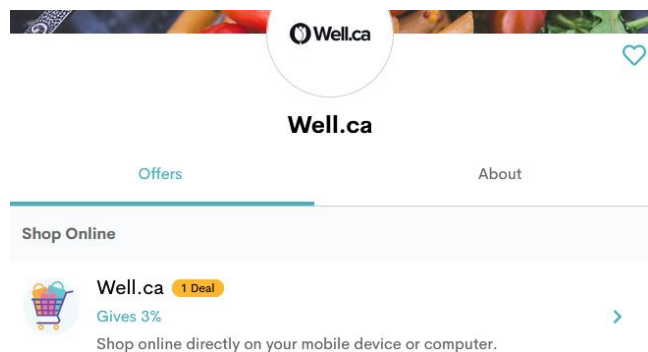 Well.ca
Well.ca
Offers About
Shop Online
Well.ca 1 Deal
Gives 3%
Shop online directly on your mobile device or computer.